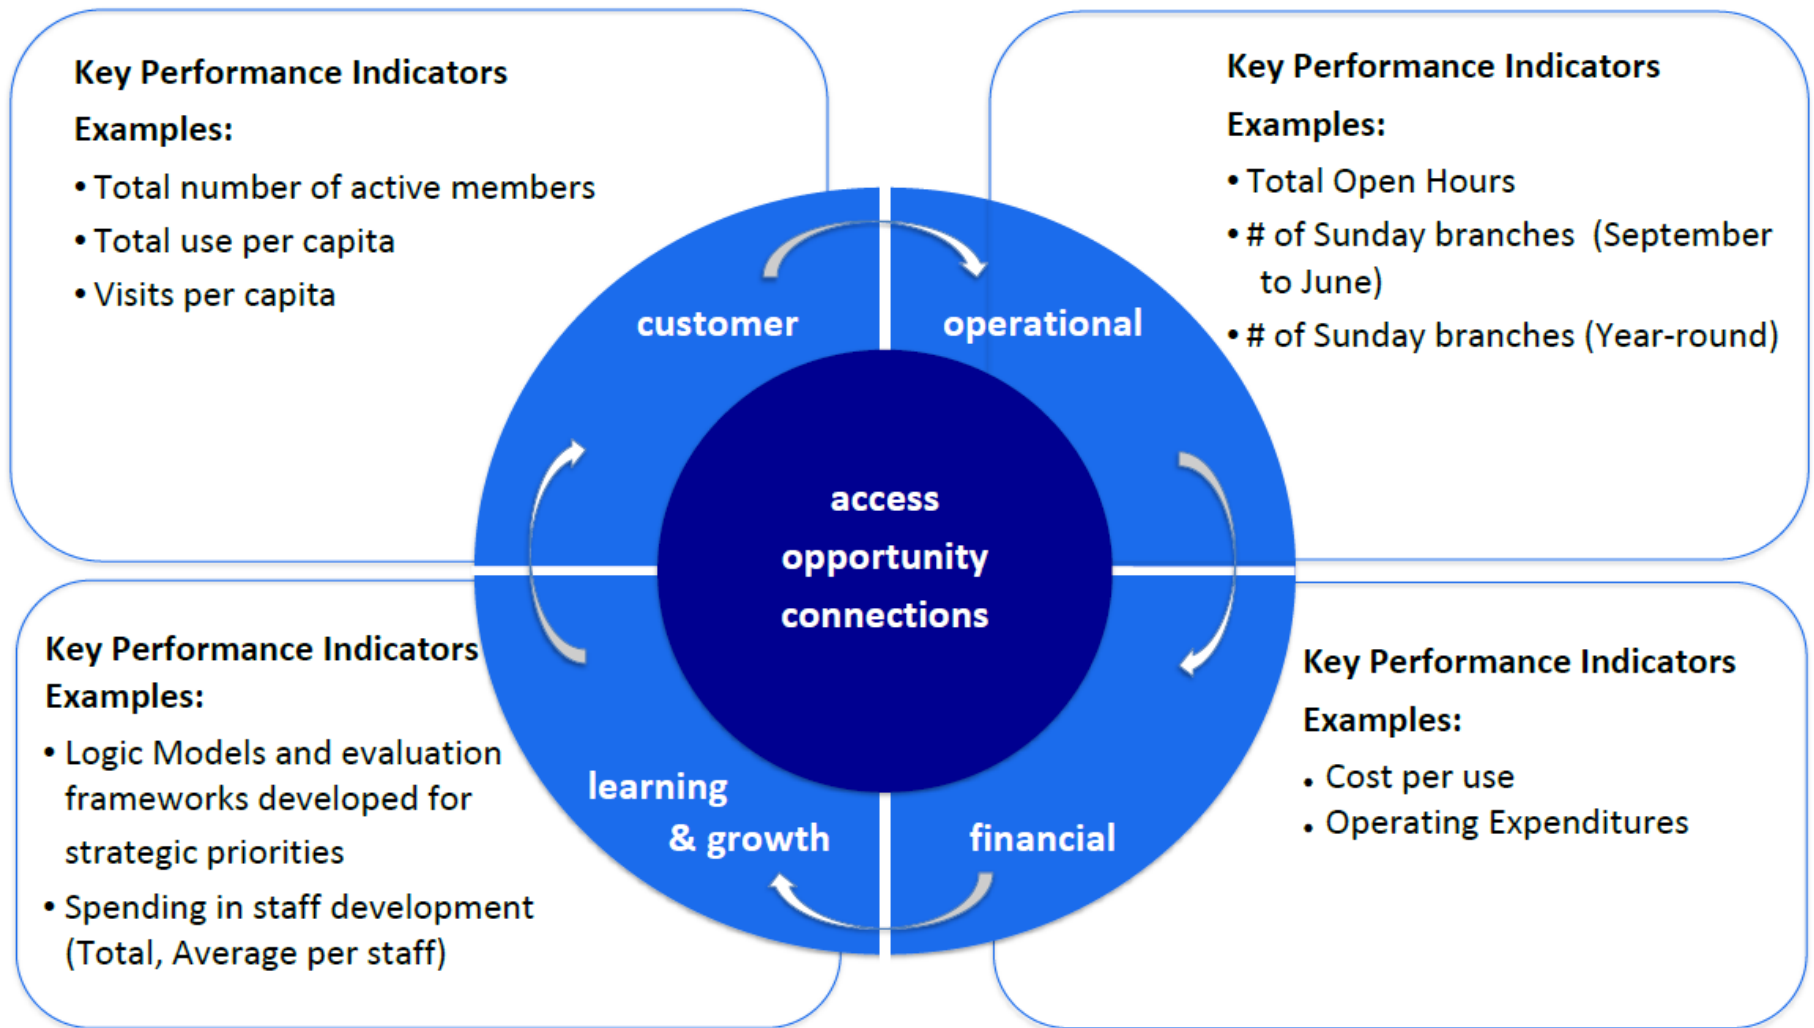 Key Performance Indicators
Examples:
• Total number of active members
• Total use per capita
• Visits per capita
Key Performance Indicators
Examples:
• Total Open Hours
• # of Sunday branches (September
to June)
• # of Sunday branches (Year-round)
customer
operational
access
opportunity
connections
learning
& growth
financial
Key Performance Indicators
Examples:
• Logic Models and evaluation
frameworks developed for
strategic priorities
• Spending in staff development
(Total, Average per staff)
Key Performance Indicators
Examples:
• Cost per use
• Operating Expenditures